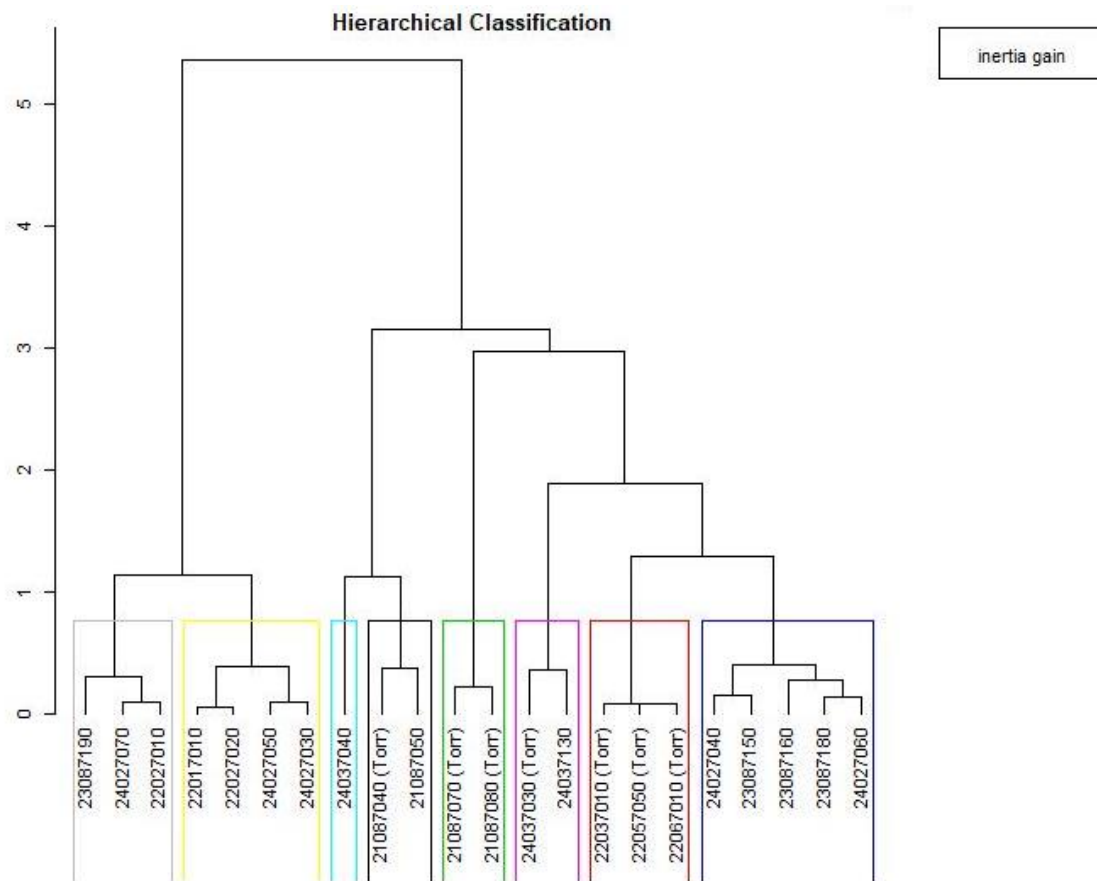 Hierarchical Classification
inertia gain
5
4
3
2
1
0
23087190
24027070
22027010
22017010
22027020
24027050
24027030
24037040
21087040 (Torr)
21087050
21087070 (Torr)
21087080 (Torr)
24037030 (Torr)
24037130
22037010 (Torr)
22057050 (Torr)
22067010 (Torr)
24027040
23087150
23087160
23087180
24027060